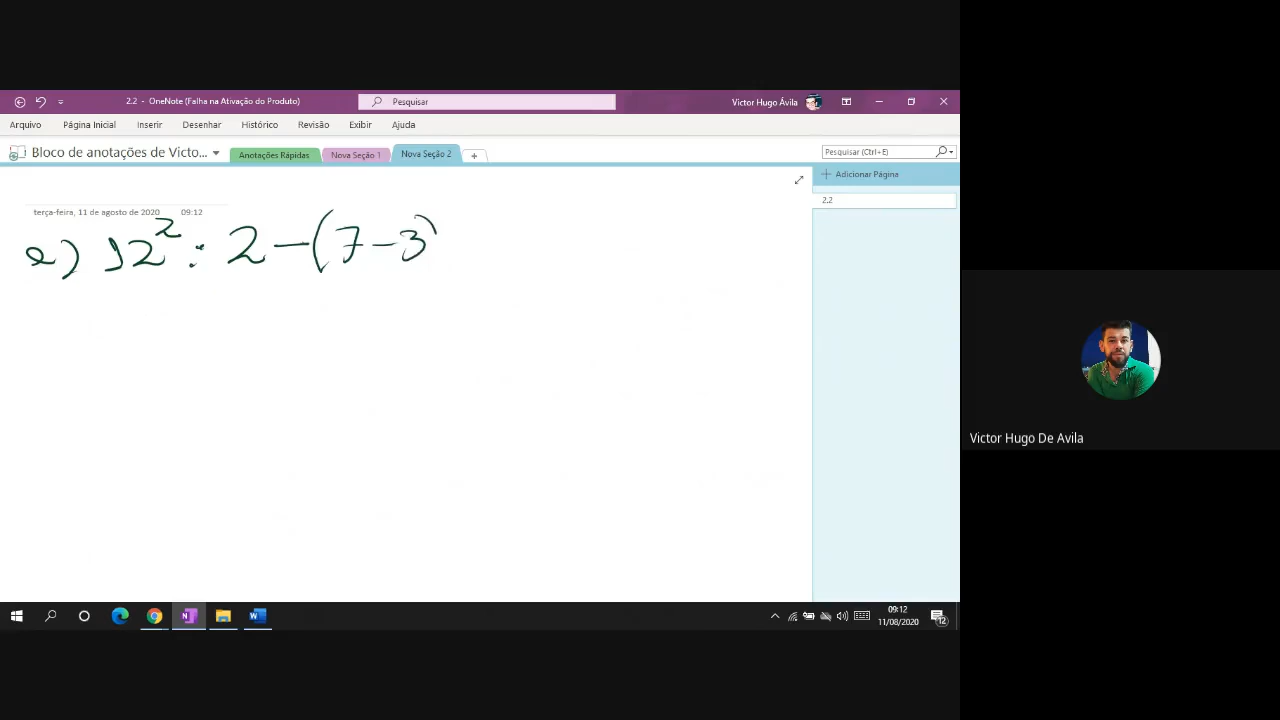 2.2 - OneNote (Falha na Ativação do Produto)
Pesquisar
Victor Hugo Ávila
Arquivo Página Inicial Inserir Desenhar Histórico Revisão Exibir Ajuda
Bloco de anotações de Victo...
Anotações Rápidas
Nova Seção 1
Nova Seção 2
Pesquisar (Ctrl+E)
Adicionar Página
2.2
terça-feira, 11 de agosto de 2020 09:12
e) 12² : 2 - (7 - 3)
Victor Hugo De Avila
09:12
11/08/2020
12